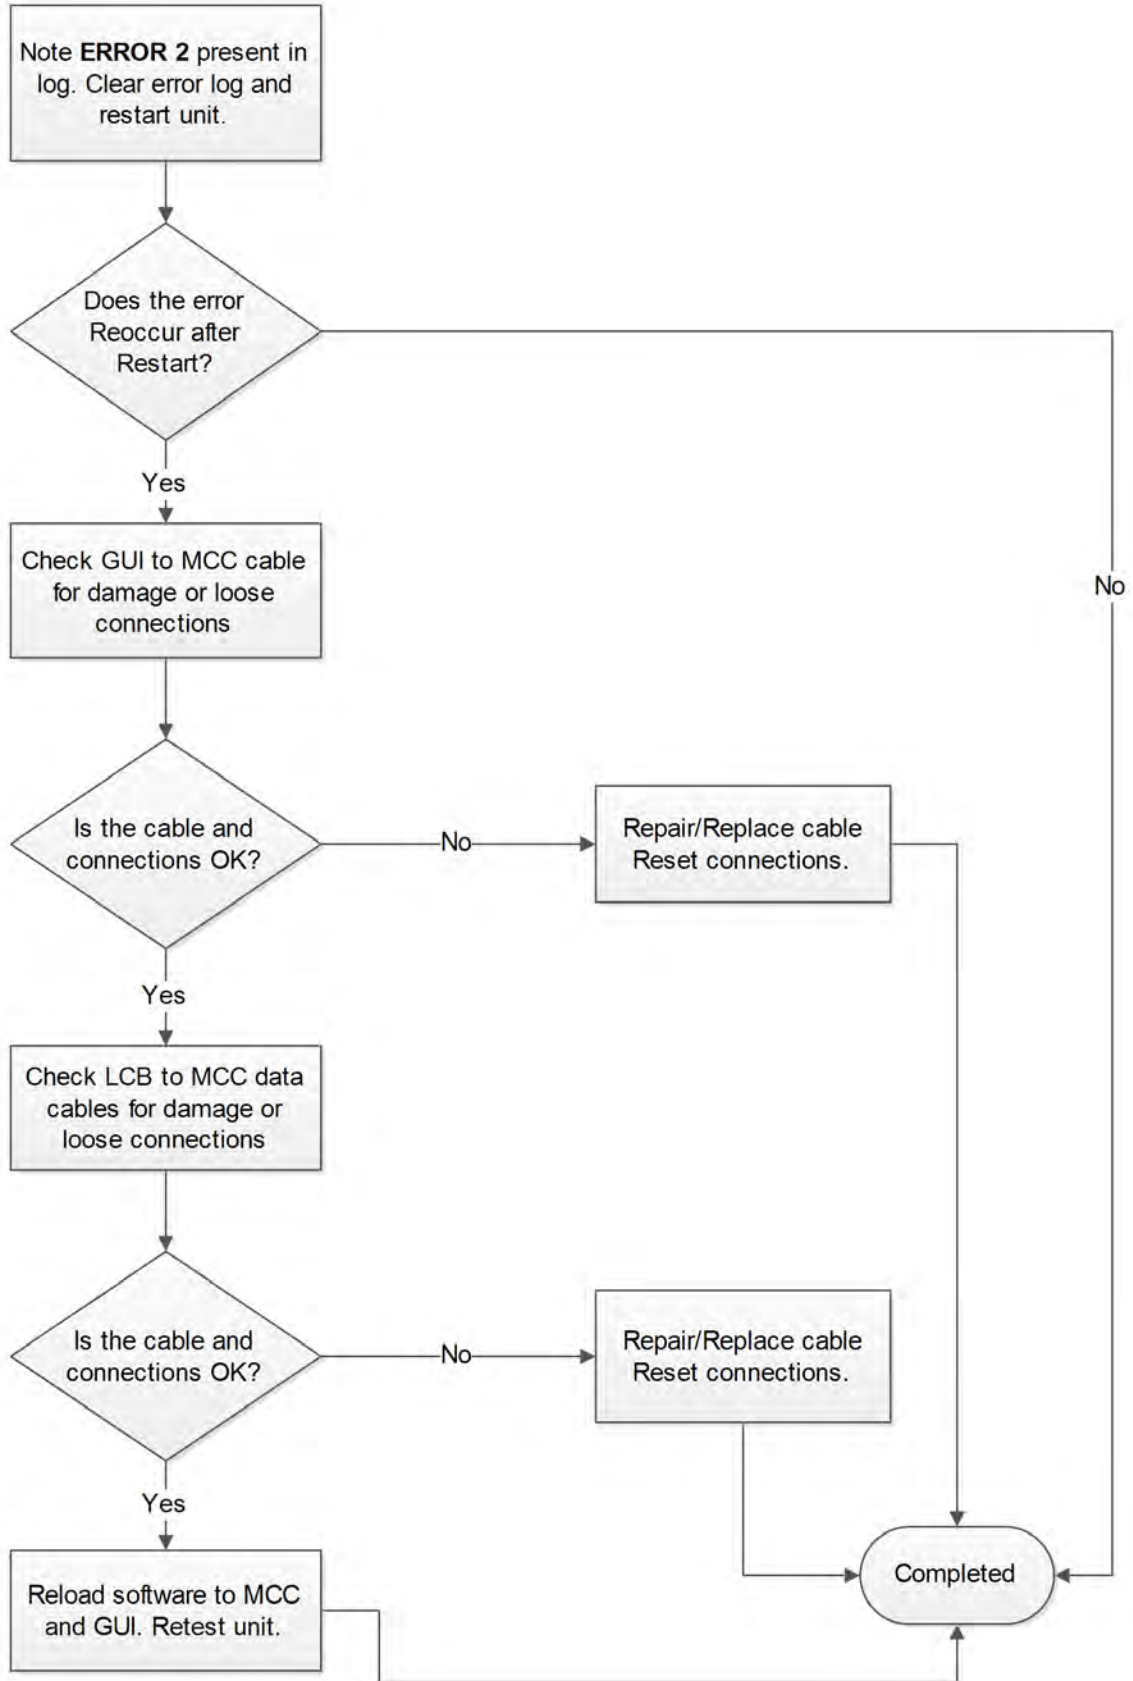 Note ERROR 2 present in
log. Clear error log and
restart unit.
Does the error
Reoccur after
Restart?
Yes
No
Check GUI to MCC cable
for damage or loose
connections
Is the cable and
connections OK?
No
Repair/Replace cable
Reset connections.
Yes
Check LCB to MCC data
cables for damage or
loose connections
Is the cable and
connections OK?
No
Repair/Replace cable
Reset connections.
Yes
Reload software to MCC
and GUI. Retest unit.
Completed